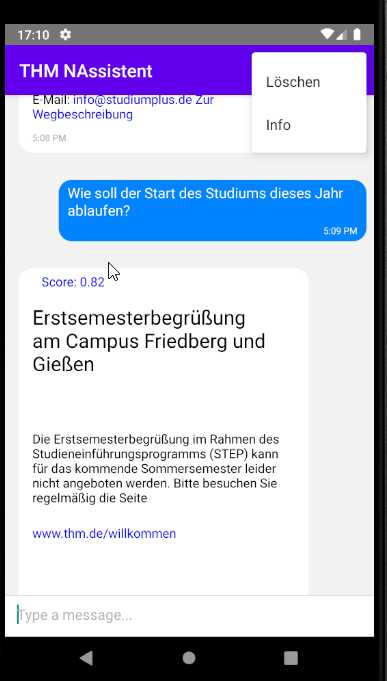 17:10
THM NAssistent
Löschen
Info
E-Mail: info@studiumplus.de Zur
Wegbeschreibung
5:08 PM
Wie soll der Start des Studiums dieses Jahr
ablaufen?
5:09 PM
Score: 0.82
Erstsemesterbegrüßung
am Campus Friedberg und
Gießen
Die Erstsemesterbegrüßung im Rahmen des
Studieneinführungsprogramms (STEP) kann
für das kommende Sommersemester leider
nicht angeboten werden. Bitte besuchen Sie
regelmäßig die Seite
www.thm.de/willkommen
Type a message...